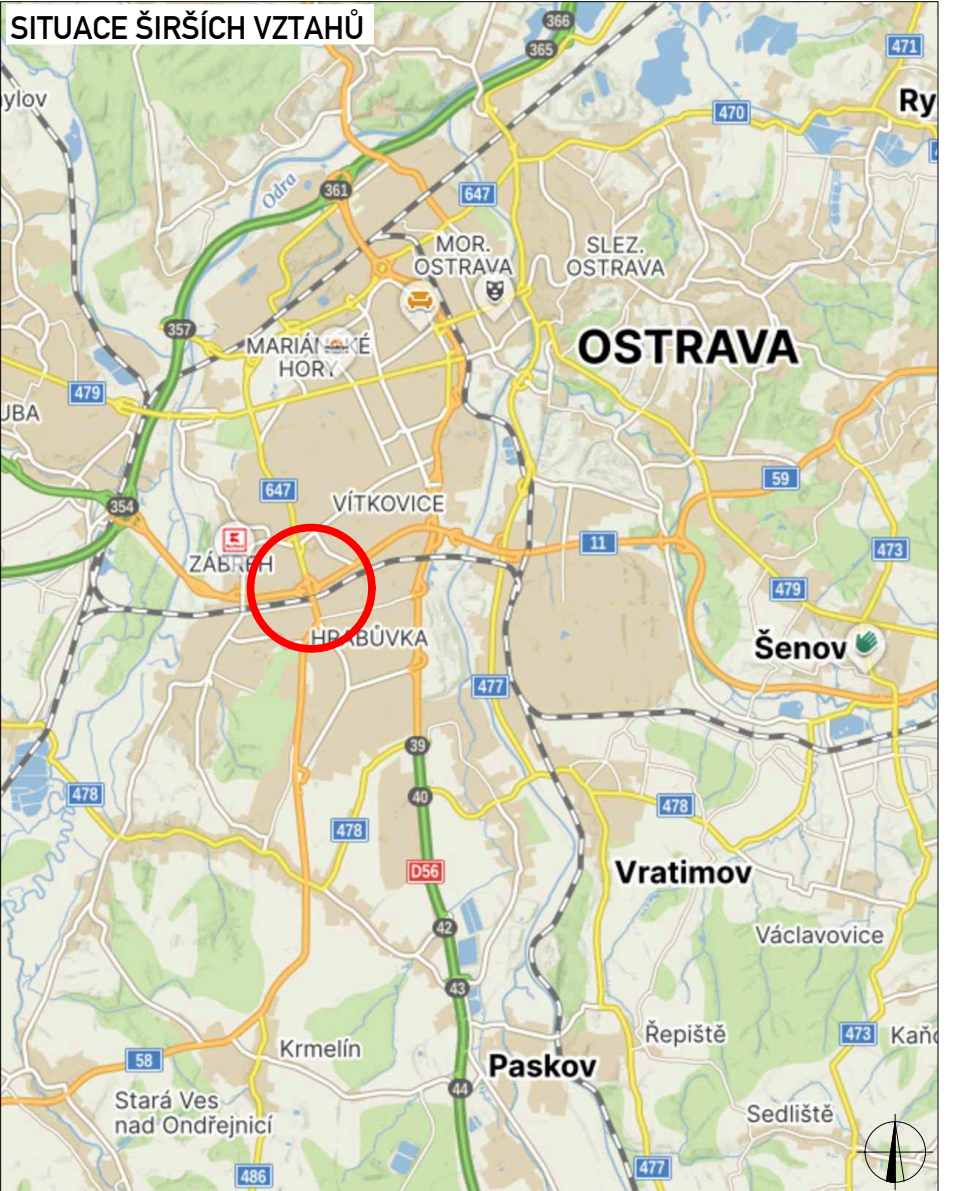 SITUACE ŠIRŠÍCH VZTAHŮ
366
365
471
ylov
Ry
470
Odra
361
647
MOR.
OSTRAVA
SLEZ.
OSTRAVA
357
MARIÁNSKÉ
HORY
OSTRAVA
479
UBA
59
647
VÍTKOVICE
354
11
473
ZÁBŘEH
479
HRABŮVKA
Šenov
477
39
478
40
478
478
D56
Vratimov
42
Václavovice
43
Řepiště
473
Kaňo
Krmelín
58
Paskov
44
Stará Ves
nad Ondřejnicí
Sedliště
486
477